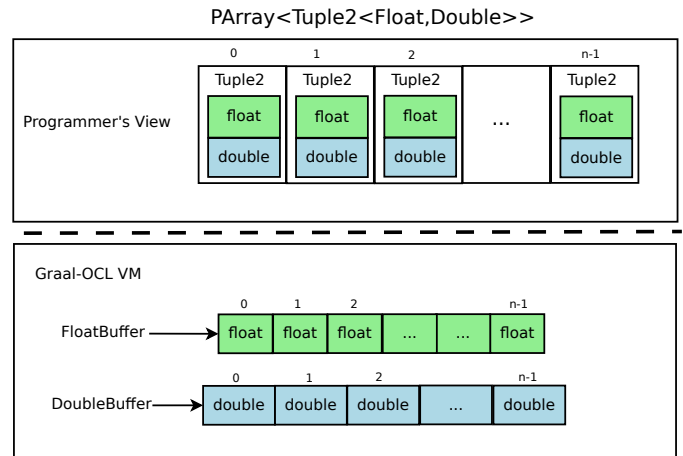 PArray<Tuple2<Float,Double>>
0 1 2 n-1
Tuple2 Tuple2 Tuple2 Tuple2
float float float float
Programmer's View ...
double double double double
Graal-OCL VM
0 1 2 n-1
FloatBuffer float float float ... ... float
0 1 2 n-1
DoubleBuffer double double double ... double